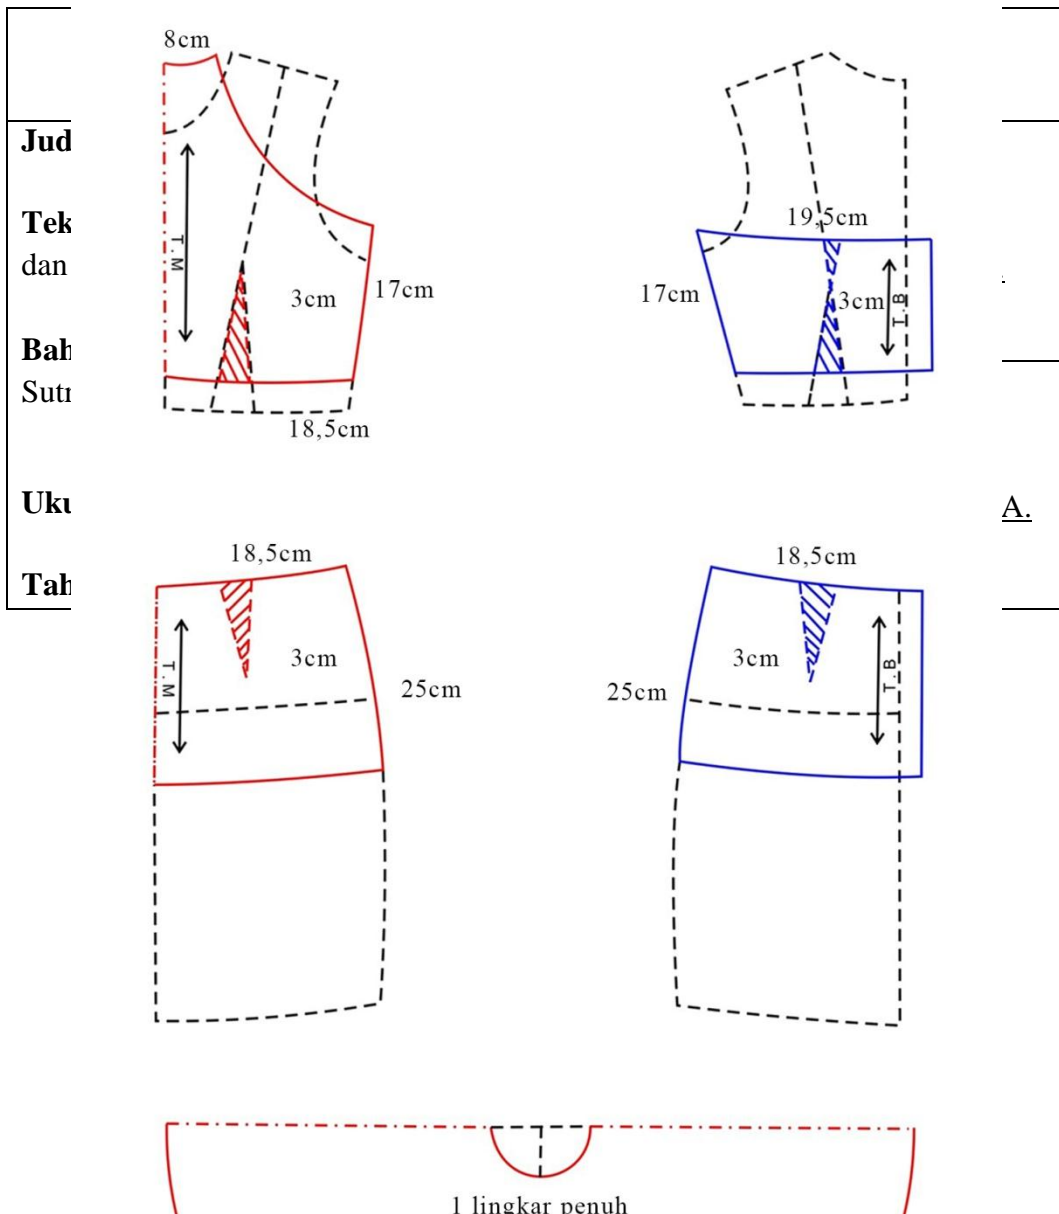 8cm
Jud
Tek
19,5cm
dan
T.M
3cm
17cm
17cm
3cm
T.B
Bah
Sutr
18,5cm
Uku
A.
18,5cm
18,5cm
Tah
3cm
3cm
T.M
T.B
25cm
25cm
1 lingkar penuh